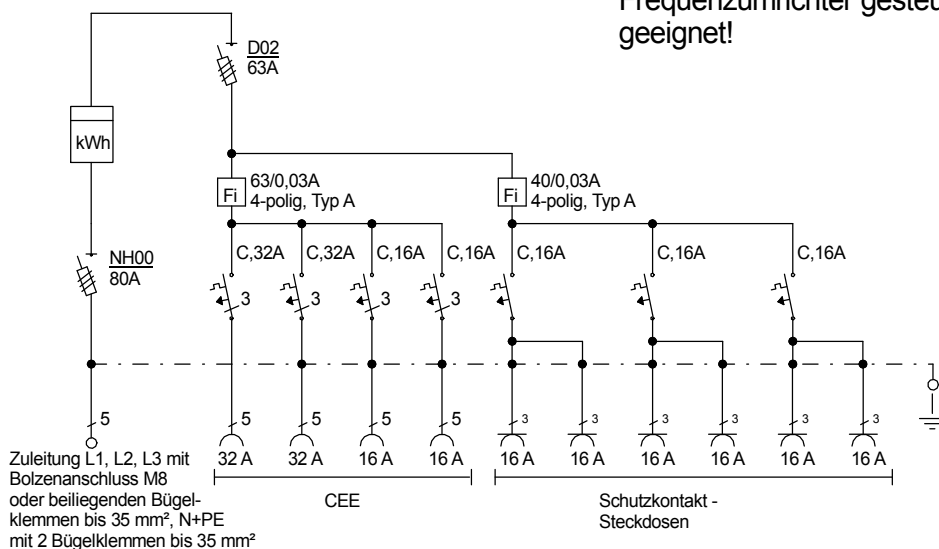 Frequenzumrichter
geeignet!
D02
63A
kWh
63/0,03A
Fi
4-polig, Typ A
40/0,03A
Fi
4-polig, Typ A
NH00
80A
C,32A C,32A C,16A C,16A C,16A C,16A C,16A
3 3 3 3
5 5 5 5 5 3 3 3 3 3 3
32 A 32 A 16 A 16 A 16 A 16 A 16 A 16 A 16 A 16 A
Zuleitung L1, L2, L3 mit
Bolzenanschluss M8
oder beiliegenden Bügel-
klemmen bis 35 mm², N+PE
mit 2 Bügelklemmen bis 35 mm²
CEE
Schutzkontakt -
Steckdosen